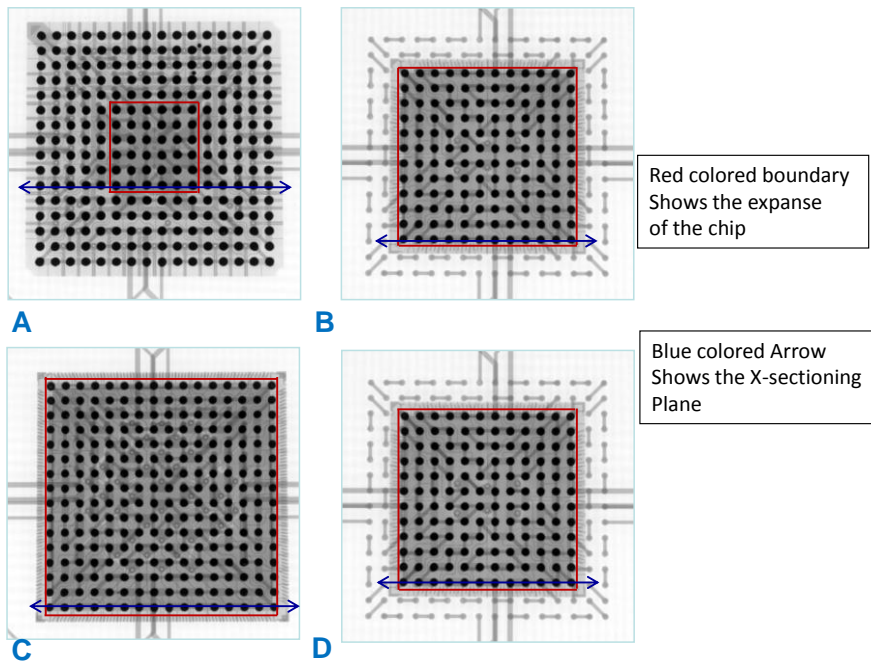 A
B
Red colored boundary
Shows the expanse
of the chip
C
D
Blue colored Arrow
Shows the X-sectioning
Plane